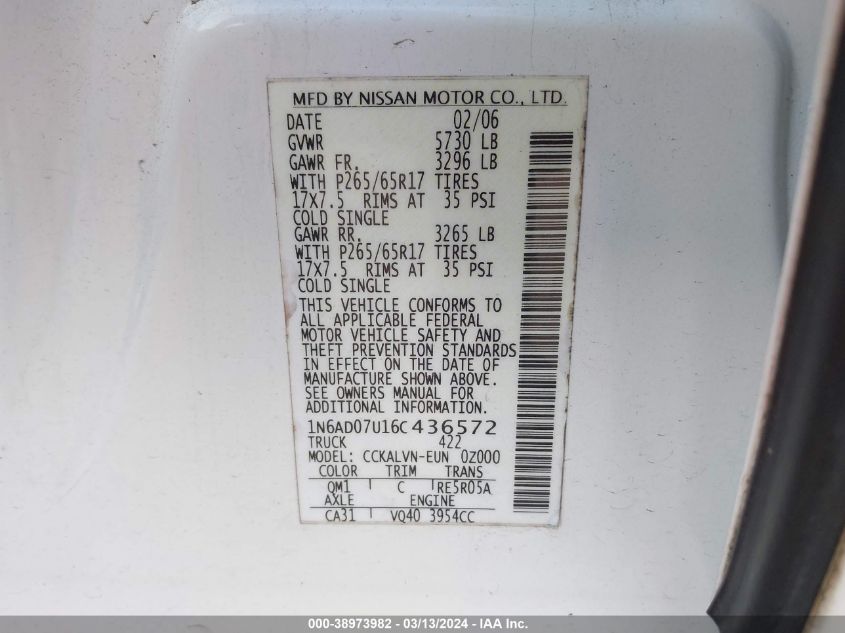 MFD BY NISSAN MOTOR CO., LTD.
DATE 02/06
GVWR 5730 LB
GAWR FR. 3296 LB
WITH P265/65R17 TIRES
17X7.5 RIMS AT 35 PSI
COLD SINGLE
GAWR RR. 3265 LB
WITH P265/65R17 TIRES
17X7.5 RIMS AT 35 PSI
COLD SINGLE
THIS VEHICLE CONFORMS TO
ALL APPLICABLE FEDERAL
MOTOR VEHICLE SAFETY AND
THEFT PREVENTION STANDARDS
IN EFFECT ON THE DATE OF
MANUFACTURE SHOWN ABOVE.
SEE OWNERS MANUAL FOR
ADDITIONAL INFORMATION.
1N6AD07U16C436572
TRUCK 422
MODEL: CCKALVN-EUN 0Z000
COLOR TRIM TRANS
QM1 C RE5R05A
AXLE ENGINE
CA31 VQ40 3954CC
000-38973982 - 03/13/2024 - IAA Inc.